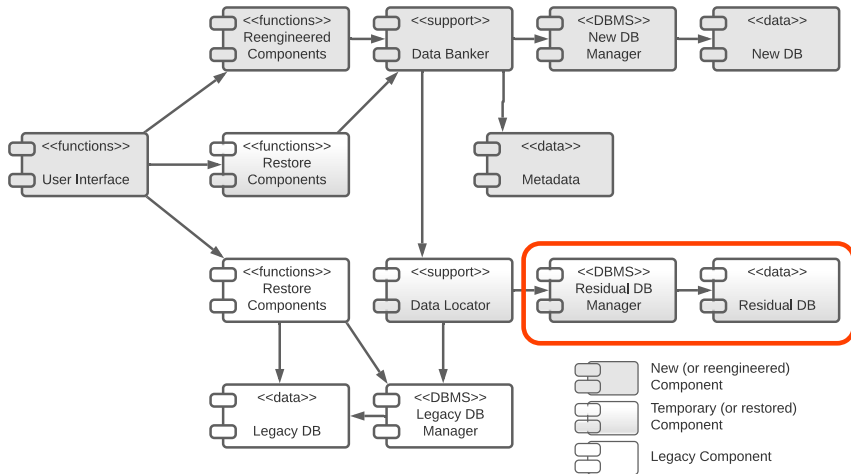 <<functions>>
Reengineered
Components
<<support>>
Data Banker
<<DBMS>>
New DB
Manager
<<data>>
New DB
<<functions>>
User Interface
<<functions>>
Restore
Components
<<data>>
Metadata
<<functions>>
Restore
Components
<<support>>
Data Locator
<<DBMS>>
Residual DB
Manager
<<data>>
Residual DB
<<data>>
Legacy DB
<<DBMS>>
Legacy DB
Manager
New (or reengineered)
Component
Temporary (or restored)
Component
Legacy Component